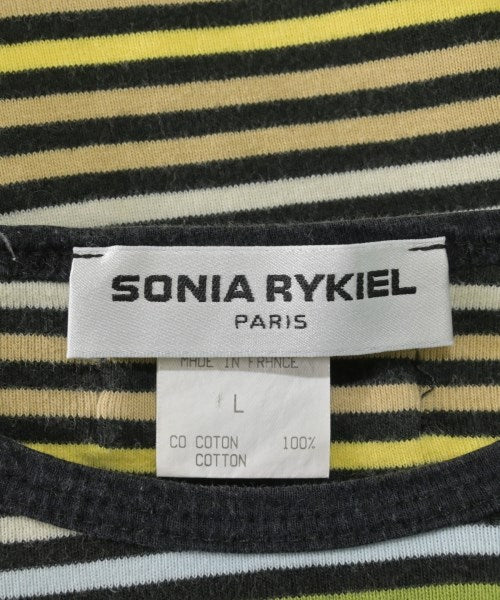 SONIA RYKIEL
PARIS
MADE IN FRANCE
L
CO COTON 100%
COTTON